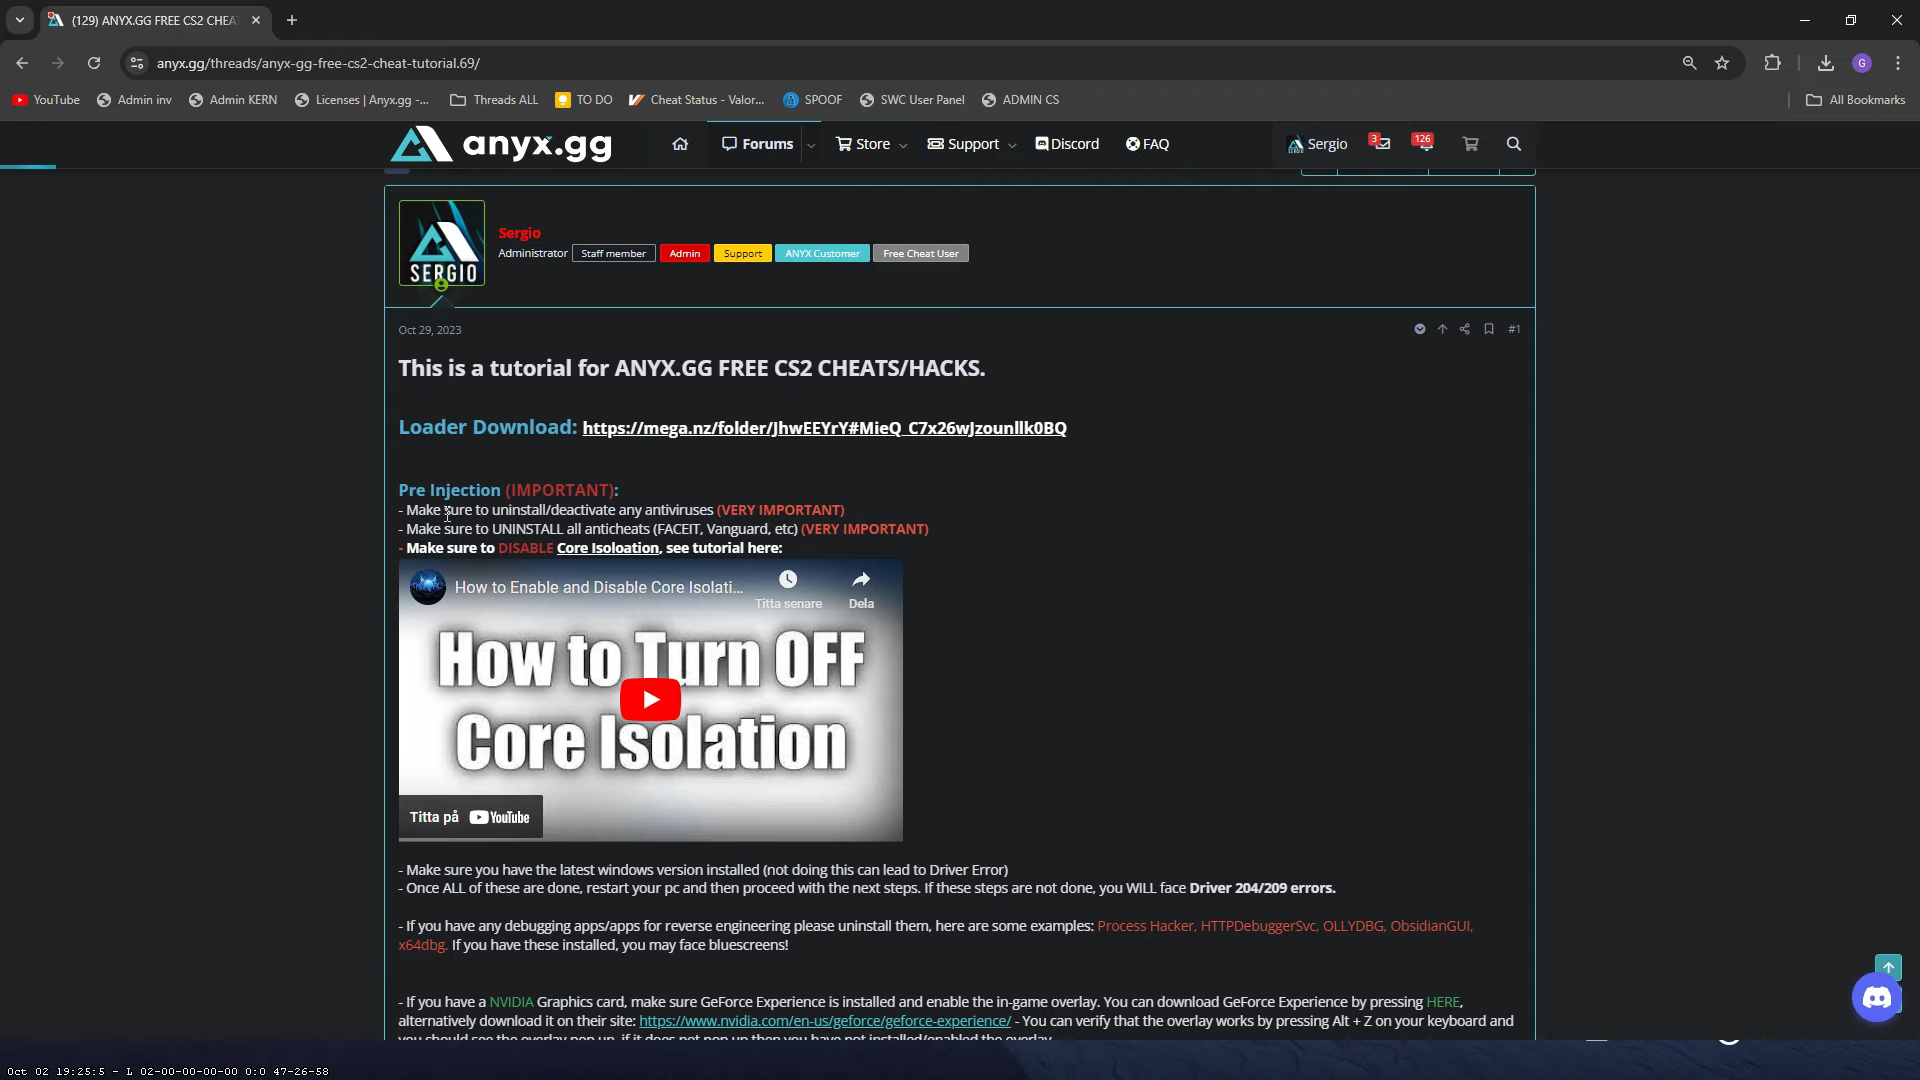 (129) ANYX.GG FREE CS2 CHEA
anyx.gg/threads/anyx-gg-free-cs2-cheat-tutorial.69/
G
YouTube
Admin inv
Admin KERN
Licenses | Anyx.gg -...
Threads ALL
TO DO
Cheat Status - Valor...
SPOOF
SWC User Panel
ADMIN CS
All Bookmarks
anyx.gg
Forums
Store
Support
Discord
FAQ
Sergio
3
126
SERGIO
Sergio
Administrator
Staff member
Admin
Support
ANYX Customer
Free Cheat User
Oct 29, 2023
#1
This is a tutorial for ANYX.GG FREE CS2 CHEATS/HACKS.
Loader Download: https://mega.nz/folder/JhwEEYrY#MieQ_C7x26wJzounllk0BQ
Pre Injection (IMPORTANT):
- Make sure to uninstall/deactivate any antiviruses (VERY IMPORTANT)
- Make sure to UNINSTALL all anticheats (FACEIT, Vanguard, etc) (VERY IMPORTANT)
- Make sure to DISABLE Core Isoloation, see tutorial here:
How to Enable and Disable Core Isolati...
Titta senare
Dela
How to Turn OFF
Core Isolation
Titta på YouTube
- Make sure you have the latest windows version installed (not doing this can lead to Driver Error)
- Once ALL of these are done, restart your pc and then proceed with the next steps. If these steps are not done, you WILL face Driver 204/209 errors.
- If you have any debugging apps/apps for reverse engineering please uninstall them, here are some examples: Process Hacker, HTTPDebuggerSvc, OLLYDBG, ObsidianGUI,
x64dbg. If you have these installed, you may face bluescreens!
- If you have a NVIDIA Graphics card, make sure GeForce Experience is installed and enable the in-game overlay. You can download GeForce Experience by pressing HERE,
alternatively download it on their site: https://www.nvidia.com/en-us/geforce/geforce-experience/ - You can verify that the overlay works by pressing Alt + Z on your keyboard and
you should see the overlay pop up, if it does not pop up then you have not installed/enabled the overlay
Oct 02 19:25:5 - L 02-00-00-00-00 0:0 47-26-58